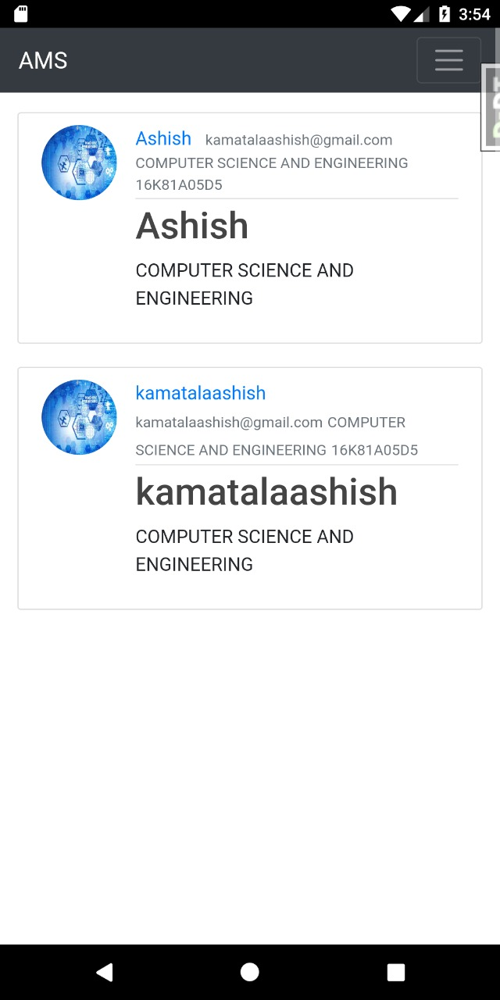 3:54
AMS
Ashish kamatalaashish@gmail.com
COMPUTER SCIENCE AND ENGINEERING
16K81A05D5
Ashish
COMPUTER SCIENCE AND
ENGINEERING
kamatalaashish
kamatalaashish@gmail.com COMPUTER
SCIENCE AND ENGINEERING 16K81A05D5
kamatalaashish
COMPUTER SCIENCE AND
ENGINEERING